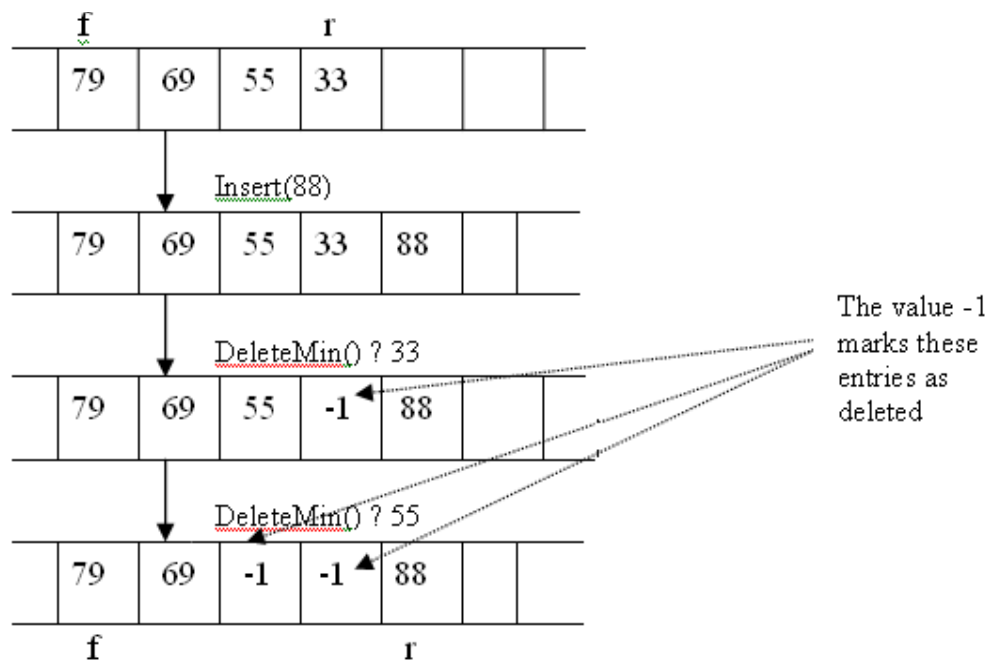 f r
79 69 55 33
Insert(88)
79 69 55 33 88
DeleteMin() ? 33
79 69 55 -1 88
DeleteMin() ? 55
79 69 -1 -1 88
f r
The value -1
marks these
entries as
deleted